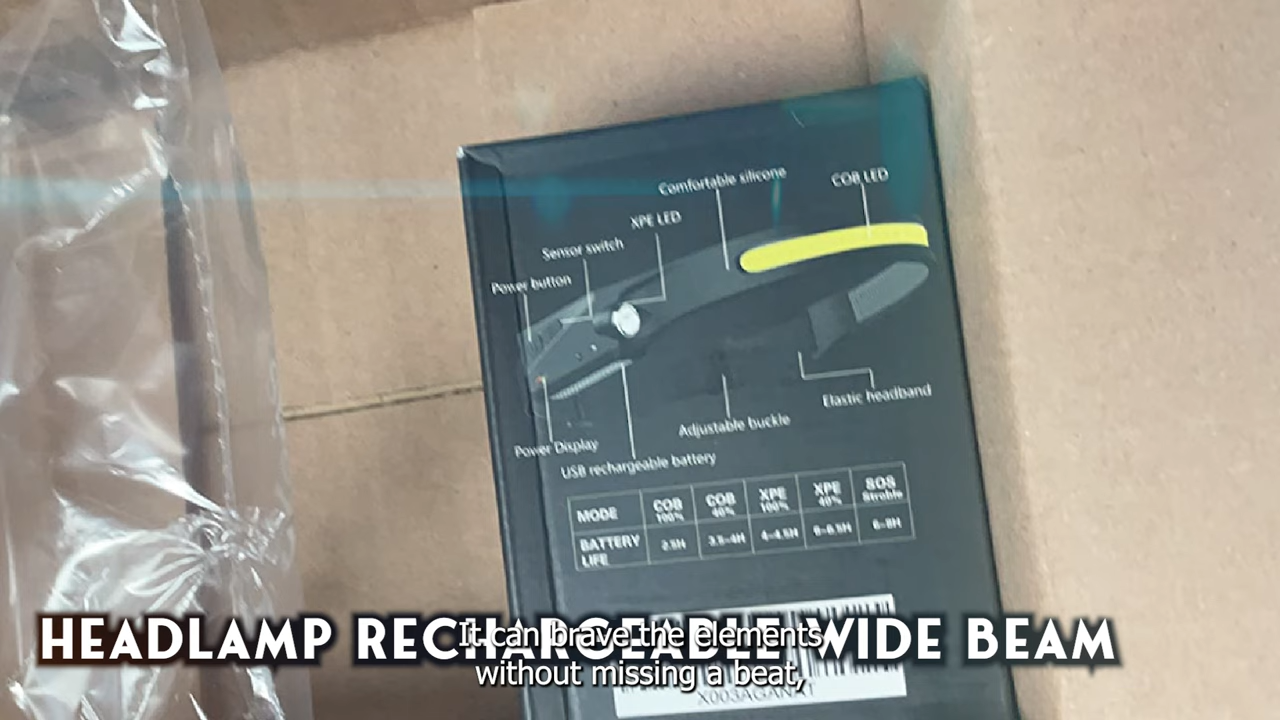 Comfortable silicone
COB LED
XPE LED
Sensor switch
Power button
Elastic headband
Adjustable buckle
Power Display
USB rechargeable battery
MODE COB 100% COB 40% XPE 100% XPE 40% SOS Strobe
BATTERY LIFE 2.5H 3.5-4H 4-4.5H 6-6.5H 6-8H
HEADLAMP RECHARGEABLE WIDE BEAM
It can brave the elements
without missing a beat,